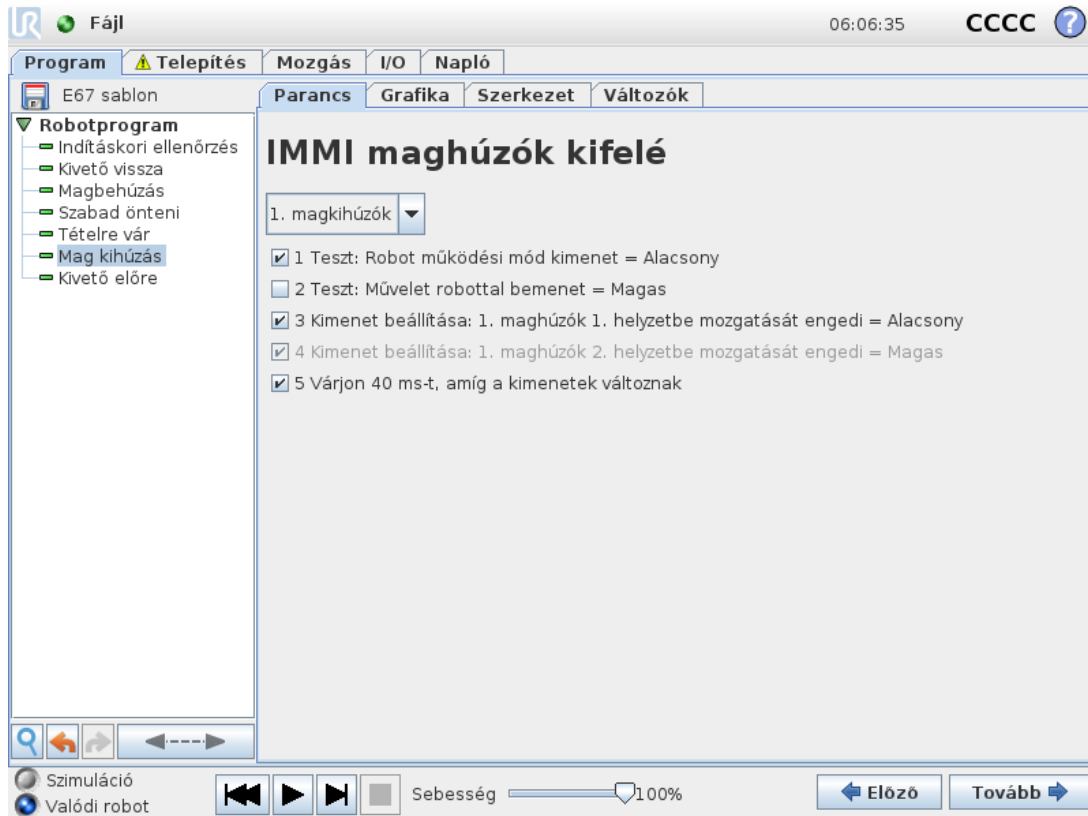 UR Fájl 06:06:35 CCCC ?
Program Telepítés Mozgás I/O Napló
E67 sablon
Parancs Grafika Szerkezet Változók
Robotprogram
Indításkori ellenőrzés
Kivető vissza
Magbehúzás
Szabad önteni
Tételre vár
Mag kihúzás
Kivető előre
IMMI maghúzók kifelé
1. magkihúzók
1 Teszt: Robot működési mód kimenet = Alacsony
2 Teszt: Művelet robottal bemenet = Magas
3 Kimenet beállítása: 1. maghúzók 1. helyzetbe mozgatását engedi = Alacsony
4 Kimenet beállítása: 1. maghúzók 2. helyzetbe mozgatását engedi = Magas
5 Várjon 40 ms-t, amíg a kimenetek változnak
Szimuláció
Valódi robot
Sebesség 100%
Előző Tovább